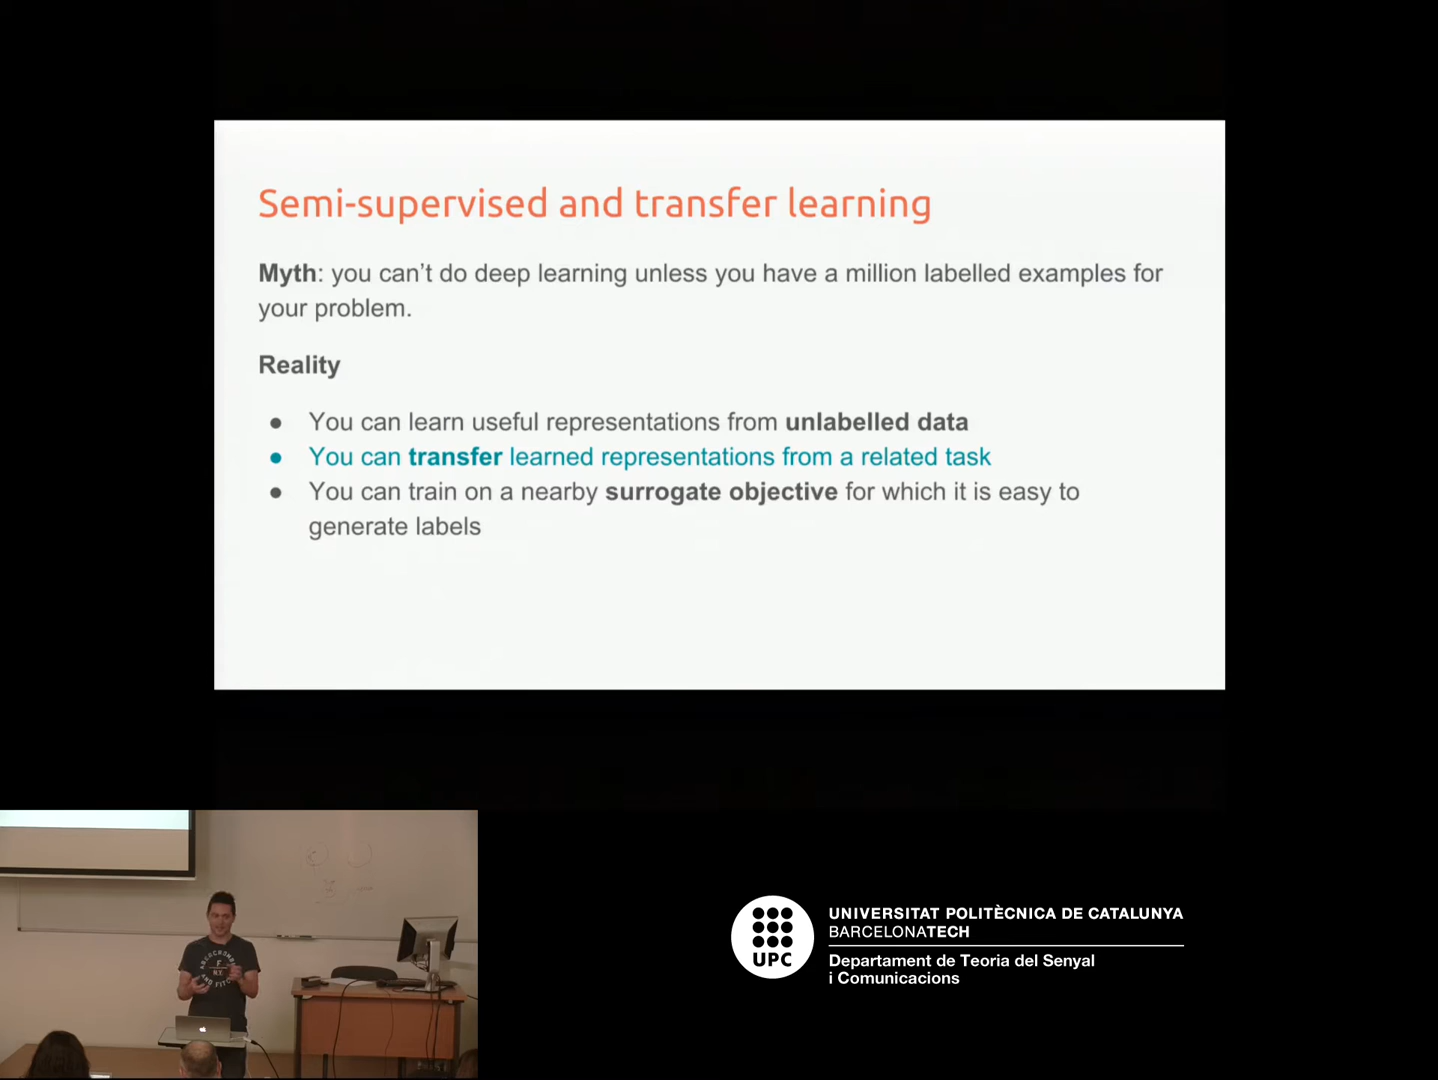 Semi-supervised and transfer learning
Myth: you can't do deep learning unless you have a million labelled examples for
your problem.
Reality
● You can learn useful representations from unlabelled data
● You can transfer learned representations from a related task
● You can train on a nearby surrogate objective for which it is easy to
generate labels
ABERCROMBIE
F
N.Y.
AND FITCH
UPC
UNIVERSITAT POLITÈCNICA DE CATALUNYA
BARCELONATECH
Departament de Teoria del Senyal
i Comunicacions